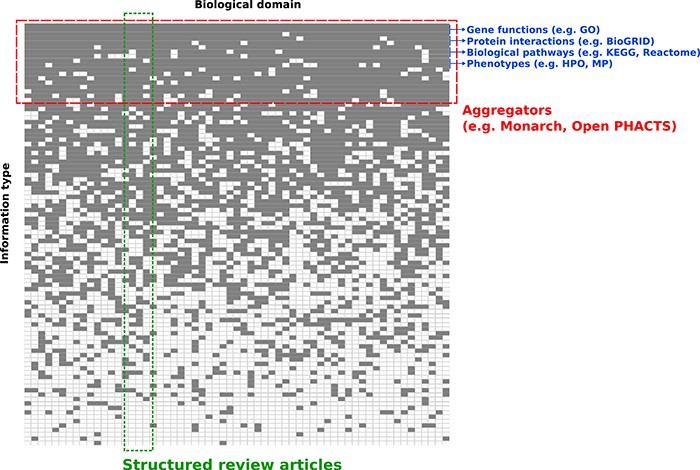 Biological domain
Gene functions (e.g. GO)
Protein interactions (e.g. BioGRID)
Biological pathways (e.g. KEGG, Reactome)
Phenotypes (e.g. HPO, MP)
Aggregators
(e.g. Monarch, Open PHACTS)
Information type
Structured review articles